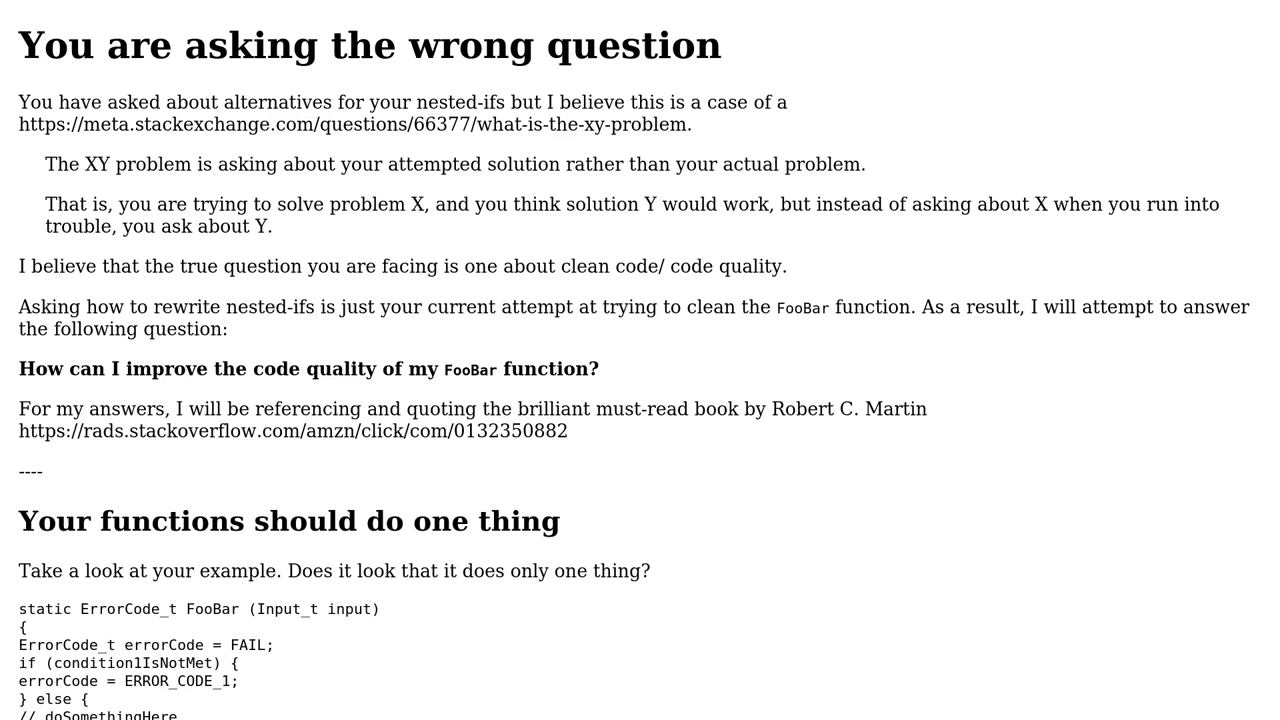 You are asking the wrong question
You have asked about alternatives for your nested-ifs but I believe this is a case of a
https://meta.stackexchange.com/questions/66377/what-is-the-xy-problem.
The XY problem is asking about your attempted solution rather than your actual problem.
That is, you are trying to solve problem X, and you think solution Y would work, but instead of asking about X when you run into
trouble, you ask about Y.
I believe that the true question you are facing is one about clean code/ code quality.
Asking how to rewrite nested-ifs is just your current attempt at trying to clean the FooBar function. As a result, I will attempt to answer
the following question:
How can I improve the code quality of my FooBar function?
For my answers, I will be referencing and quoting the brilliant must-read book by Robert C. Martin
https://rads.stackoverflow.com/amzn/click/com/0132350882
----
Your functions should do one thing
Take a look at your example. Does it look that it does only one thing?
static ErrorCode_t FooBar (Input_t input)
{
ErrorCode_t errorCode = FAIL;
if (condition1IsNotMet) {
errorCode = ERROR_CODE_1;
} else {
// doSomethingHere